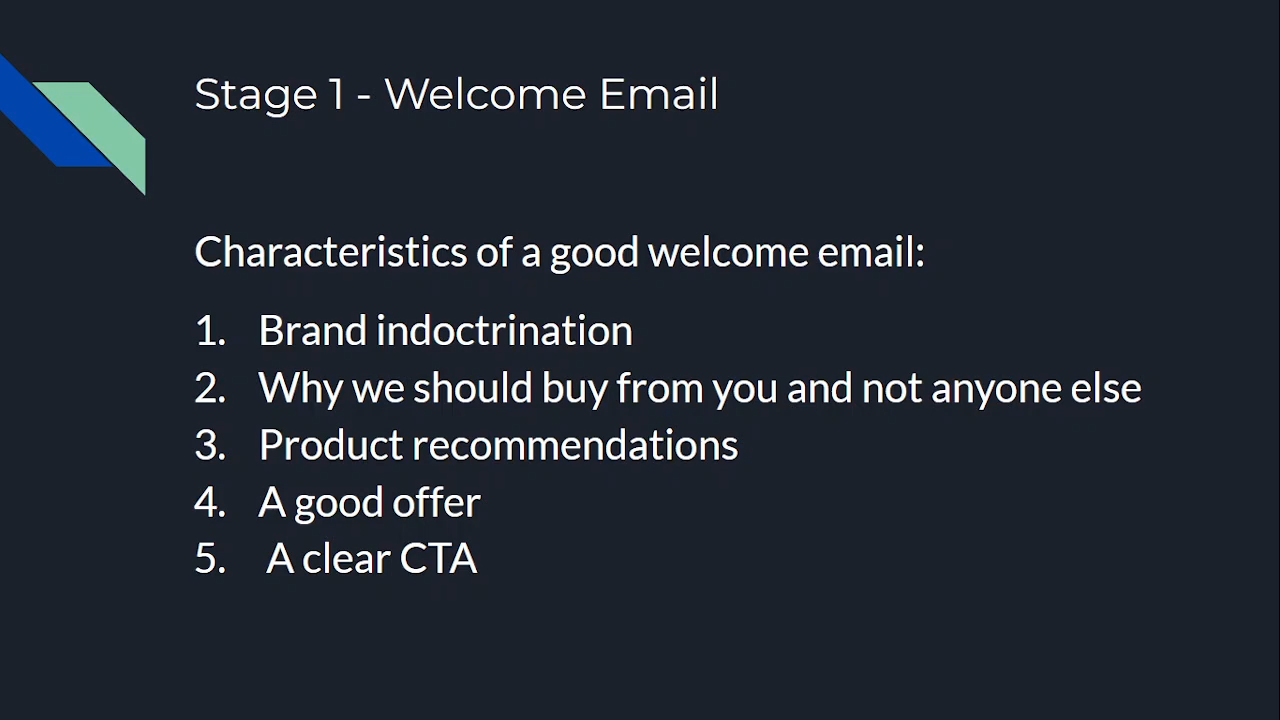 Stage 1 - Welcome Email
Characteristics of a good welcome email:
1. Brand indoctrination
2. Why we should buy from you and not anyone else
3. Product recommendations
4. A good offer
5. A clear CTA